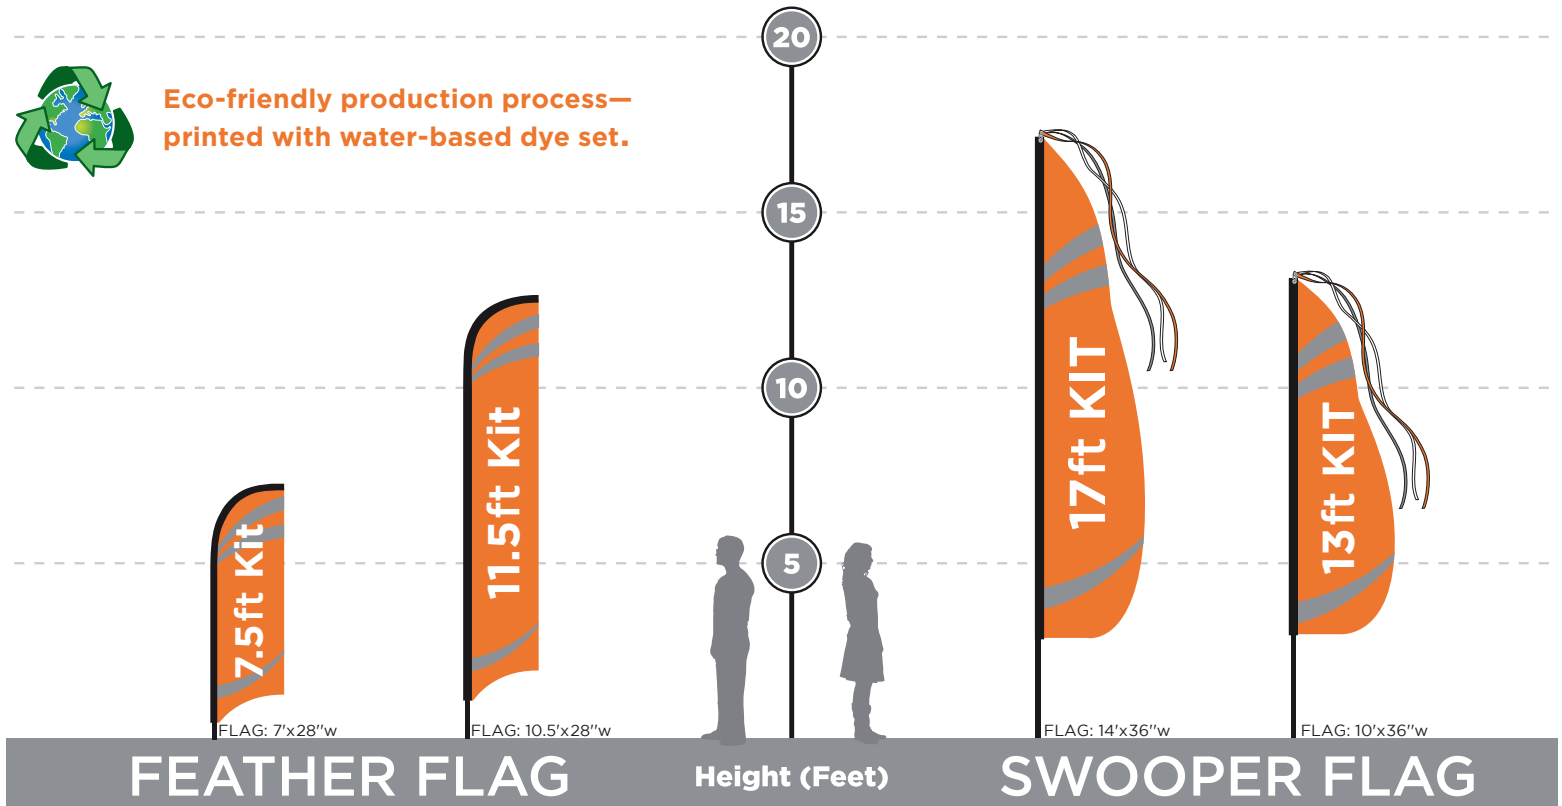 20
Eco-friendly production process—
printed with water-based dye set.
15
10
5
7.5ft Kit
11.5ft Kit
17ft KIT
13ft KIT
FLAG: 7'x28''w
FLAG: 10.5'x28''w
FLAG: 14'x36''w
FLAG: 10'x36''w
FEATHER FLAG
Height (Feet)
SWOOPER FLAG